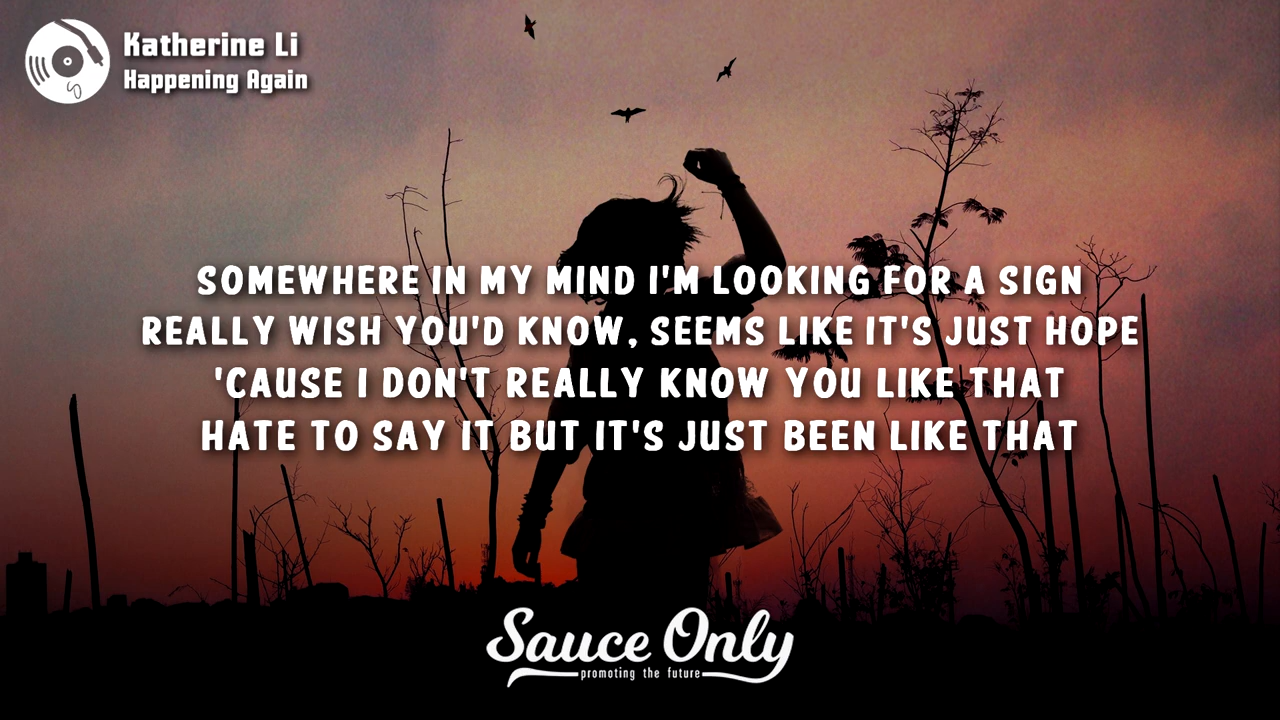 Katherine Li
Happening Again
SOMEWHERE IN MY MIND I'M LOOKING FOR A SIGN
REALLY WISH YOU'D KNOW, SEEMS LIKE IT'S JUST HOPE
'CAUSE I DON'T REALLY KNOW YOU LIKE THAT
HATE TO SAY IT BUT IT'S JUST BEEN LIKE THAT
Sauce Only
promoting the future